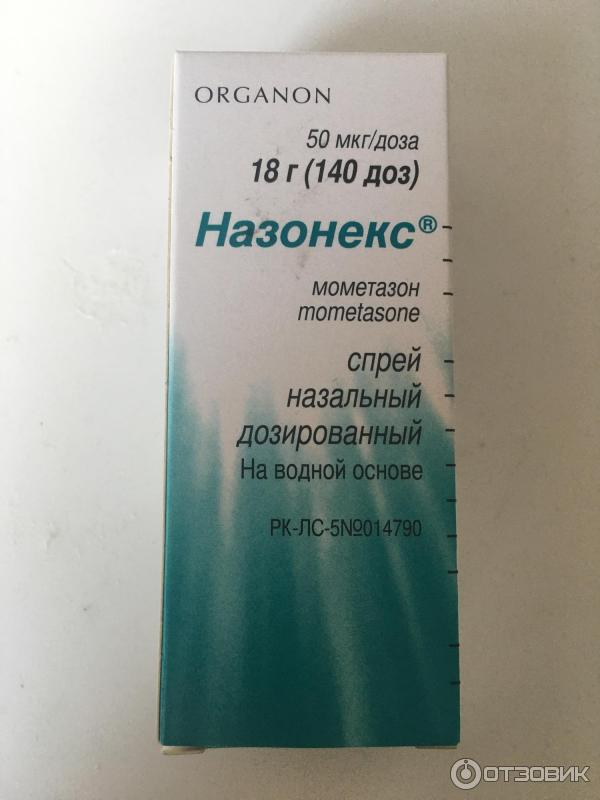 ORGANON
50 мкг/доза
18 г (140 доз)
Назонекс®
мометазон
mometasone
спрей
назальный
дозированный
На водной основе
РК-ЛС-5№014790
ОТЗОВИК